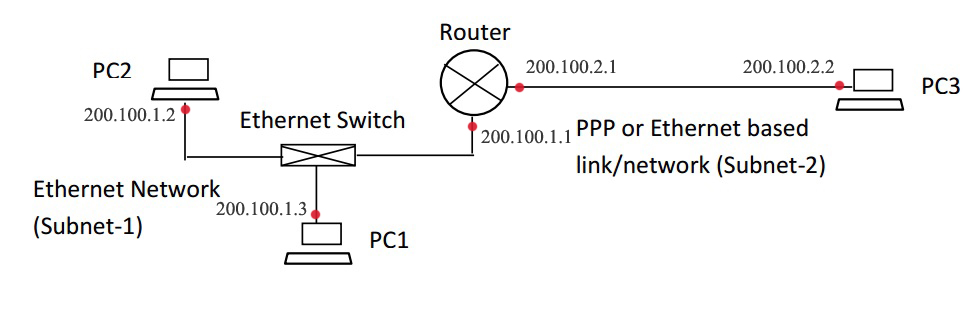 Router
PC2
200.100.2.1
200.100.2.2
PC3
200.100.1.2
Ethernet Switch
200.100.1.1
PPP or Ethernet based
link/network (Subnet-2)
Ethernet Network
(Subnet-1)
200.100.1.3
PC1